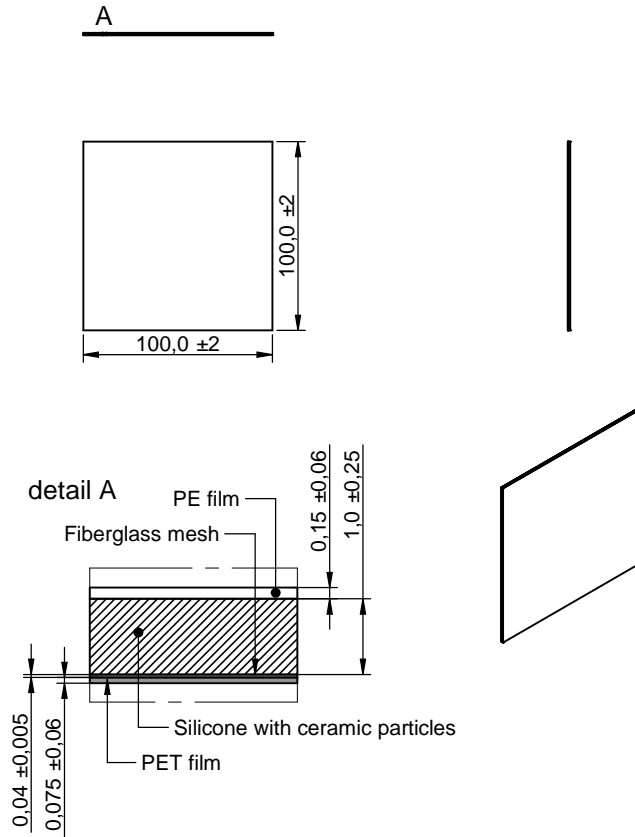 A
100,0 ±2
100,0 ±2
detail A
PE film
Fiberglass mesh
0,15 ±0,06
1,0 ±0,25
Silicone with ceramic particles
PET film
0,04 ±0,005
0,075 ±0,06